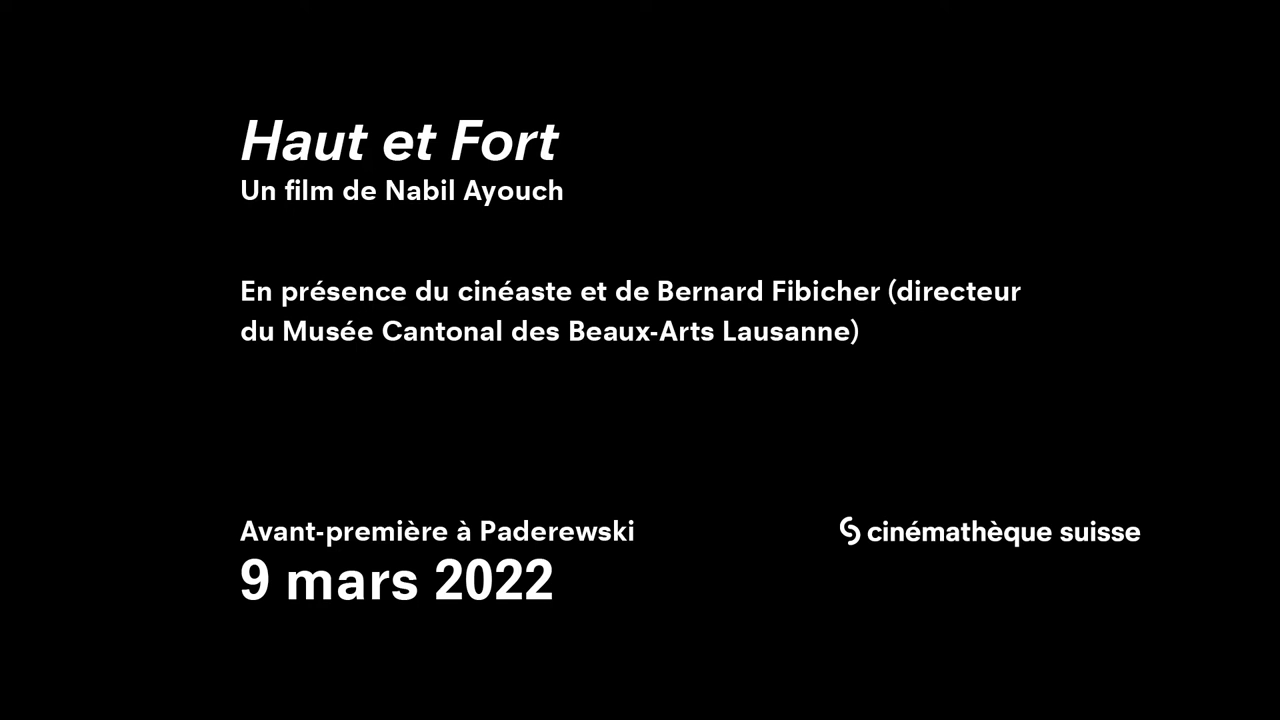 Haut et Fort
Un film de Nabil Ayouch
En présence du cinéaste et de Bernard Fibicher (directeur
du Musée Cantonal des Beaux-Arts Lausanne)
Avant-première à Paderewski
9 mars 2022
cinémathèque suisse